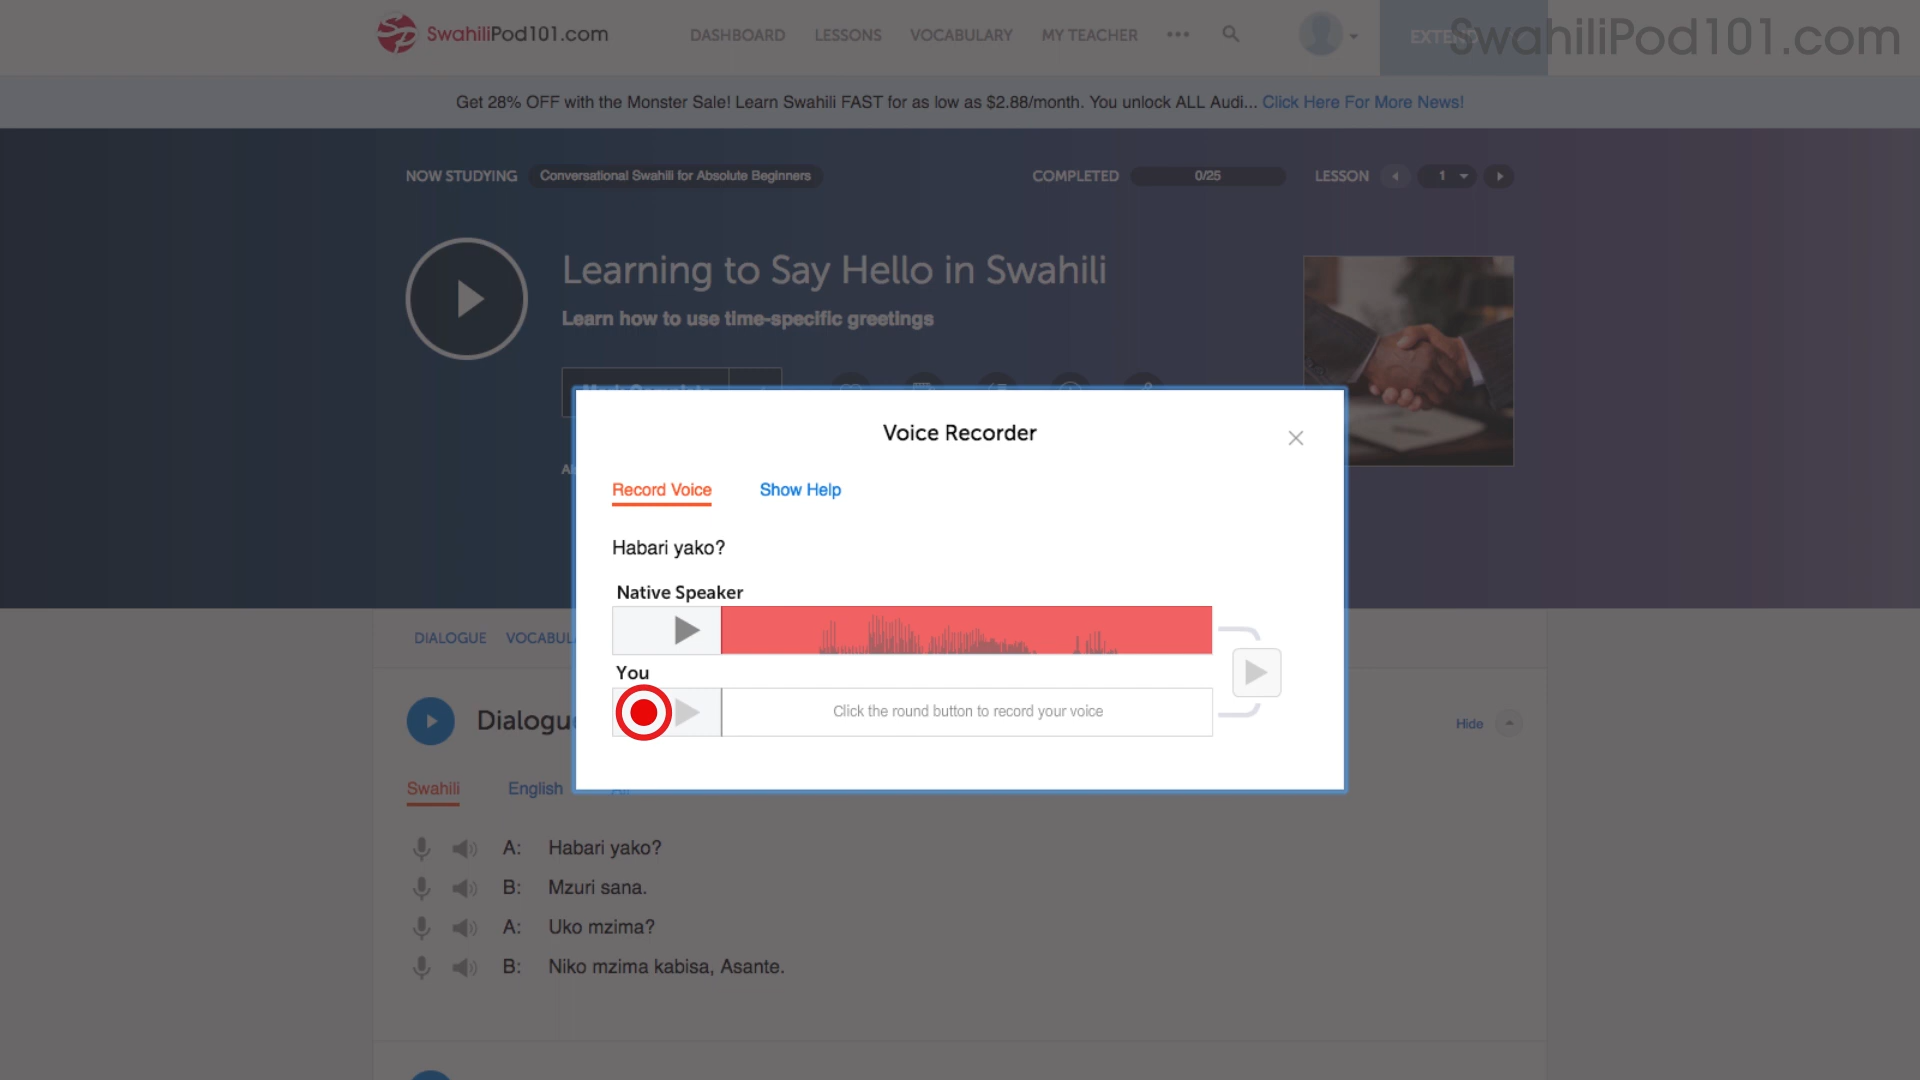 SwahiliPod101.com
DASHBOARD
LESSONS
VOCABULARY
MY TEACHER
SwahiliPod101.com
Get 28% OFF with the Monster Sale! Learn Swahili FAST for as low as $2.88/month. You unlock ALL Audi... Click Here For More News!
NOW STUDYING
Conversational Swahili for Absolute Beginners
COMPLETED
0/25
LESSON
1
Learning to Say Hello in Swahili
Learn how to use time-specific greetings
Voice Recorder
Record Voice
Show Help
Habari yako?
Native Speaker
You
Click the round button to record your voice
DIALOGUE
Hide
Swahili
English
A: Habari yako?
B: Mzuri sana.
A: Uko mzima?
B: Niko mzima kabisa, Asante.